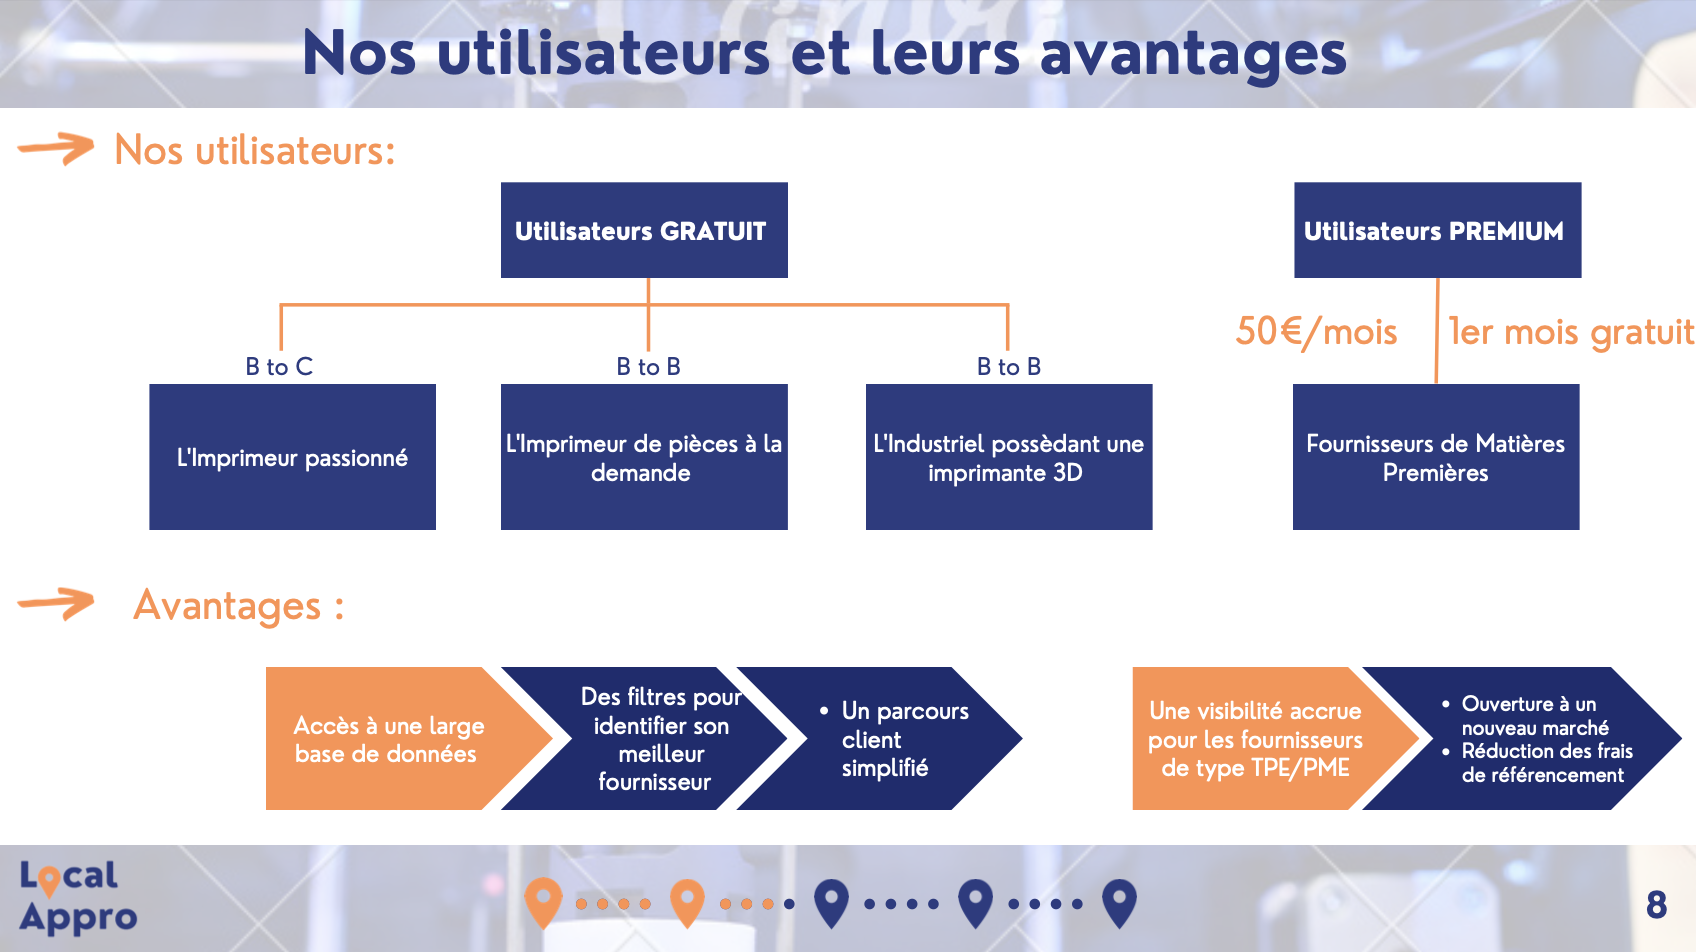 Nos utilisateurs et leurs avantages
Nos utilisateurs:
Utilisateurs GRATUIT
Utilisateurs PREMIUM
50€/mois
1er mois gratuit
B to C
B to B
B to B
L'Imprimeur passionné
L'Imprimeur de pièces à la
demande
L'Industriel possèdant une
imprimante 3D
Fournisseurs de Matières
Premières
Avantages :
Accès à une large
base de données
Des filtres pour
identifier son
meilleur
fournisseur
• Un parcours
client
simplifié
Une visibilité accrue
pour les fournisseurs
de type TPE/PME
• Ouverture à un
nouveau marché
• Réduction des frais
de référencement
Local
Appro
8